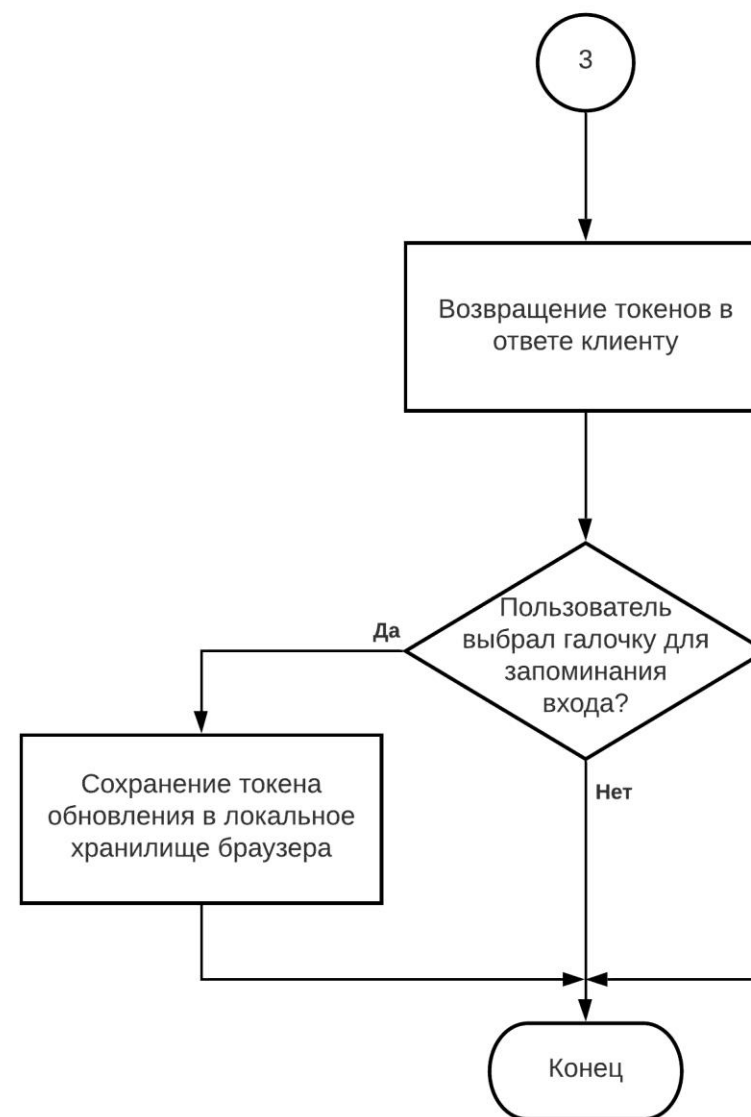 3
Возвращение токенов в
ответе клиенту
Пользователь
выбрал галочку для
запоминания
входа?
Да
Сохранение токена
обновления в локальное
хранилище браузера
Нет
Конец